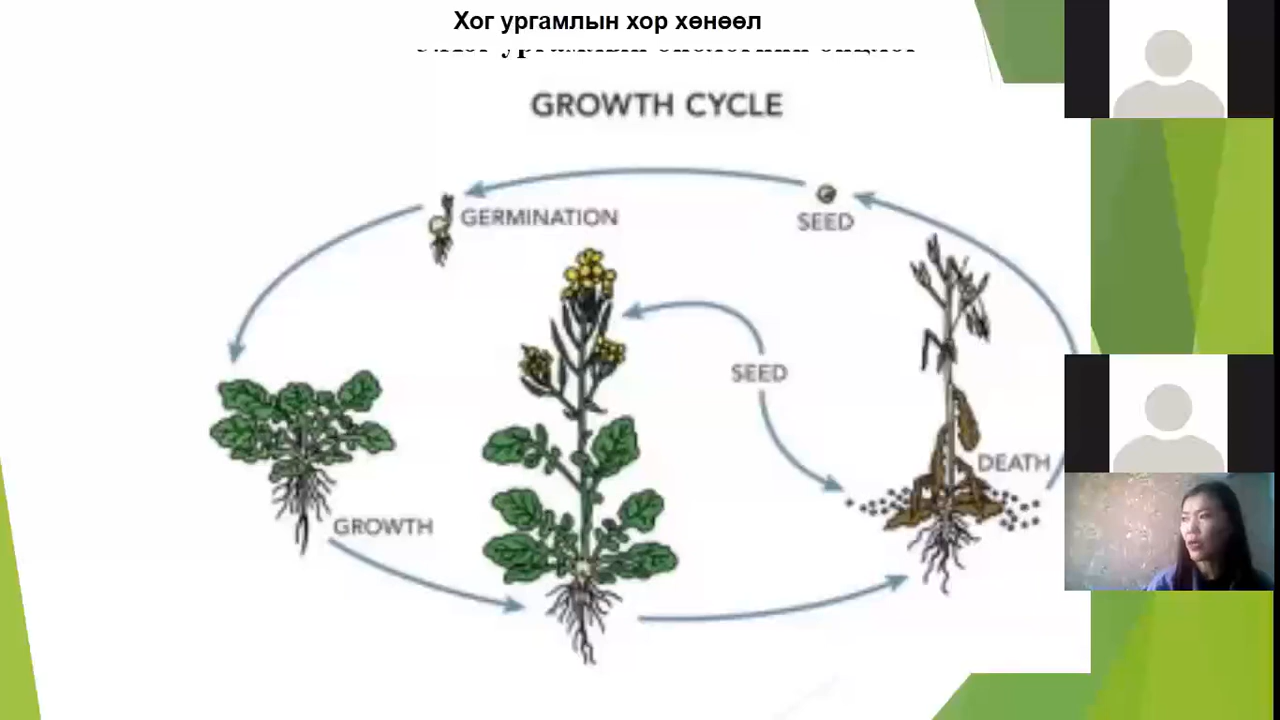 Хог ургамлын хор хөнөөл
GROWTH CYCLE
GERMINATION
SEED
SEED
DEATH
GROWTH